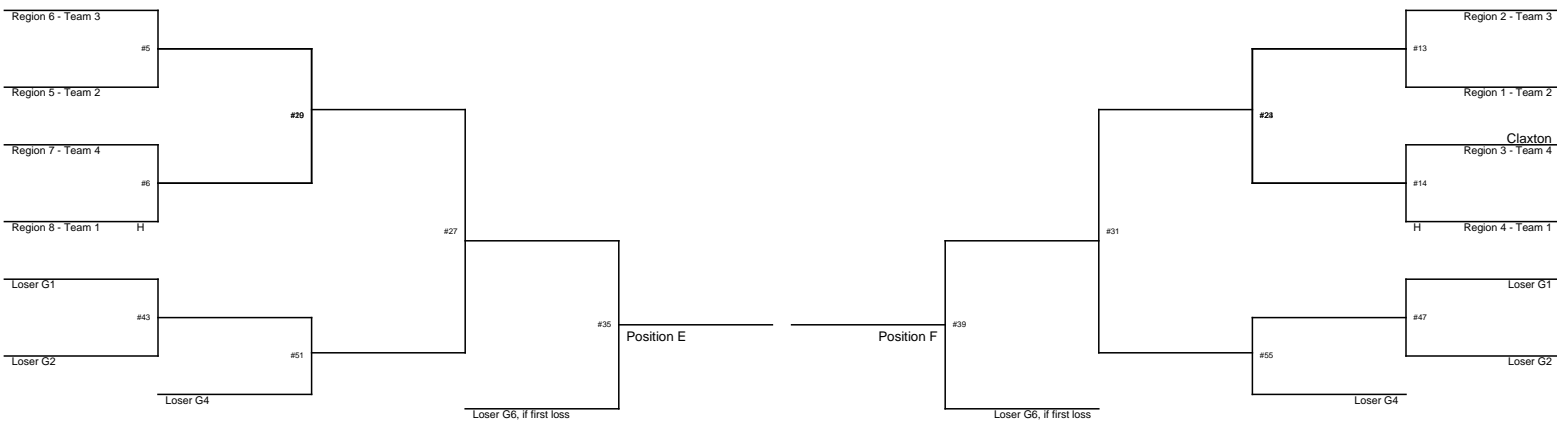 Region 6 - Team 3
#5
Region 5 - Team 2
Region 7 - Team 4
#6
Region 8 - Team 1 H
#27
Loser G1
#43
Loser G2
#51
Loser G4
#35
Position E
Loser G6, if first loss
Region 2 - Team 3
#13
Region 1 - Team 2
Claxton
Region 3 - Team 4
#14
H Region 4 - Team 1
#31
Loser G1
#47
Loser G2
#55
Loser G4
#39
Position F
Loser G6, if first loss